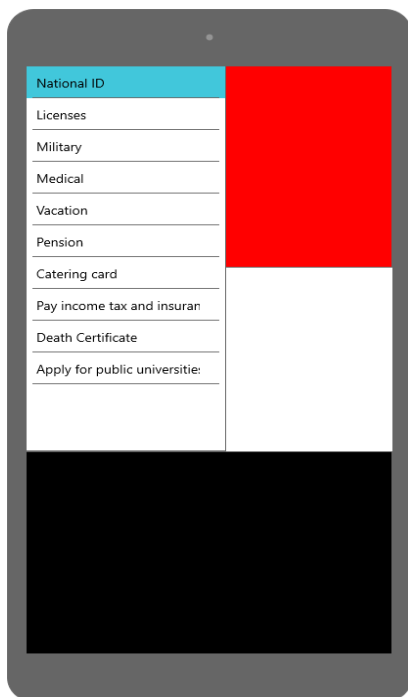 National ID
Licenses
Military
Medical
Vacation
Pension
Catering card
Pay income tax and insuran
Death Certificate
Apply for public universities